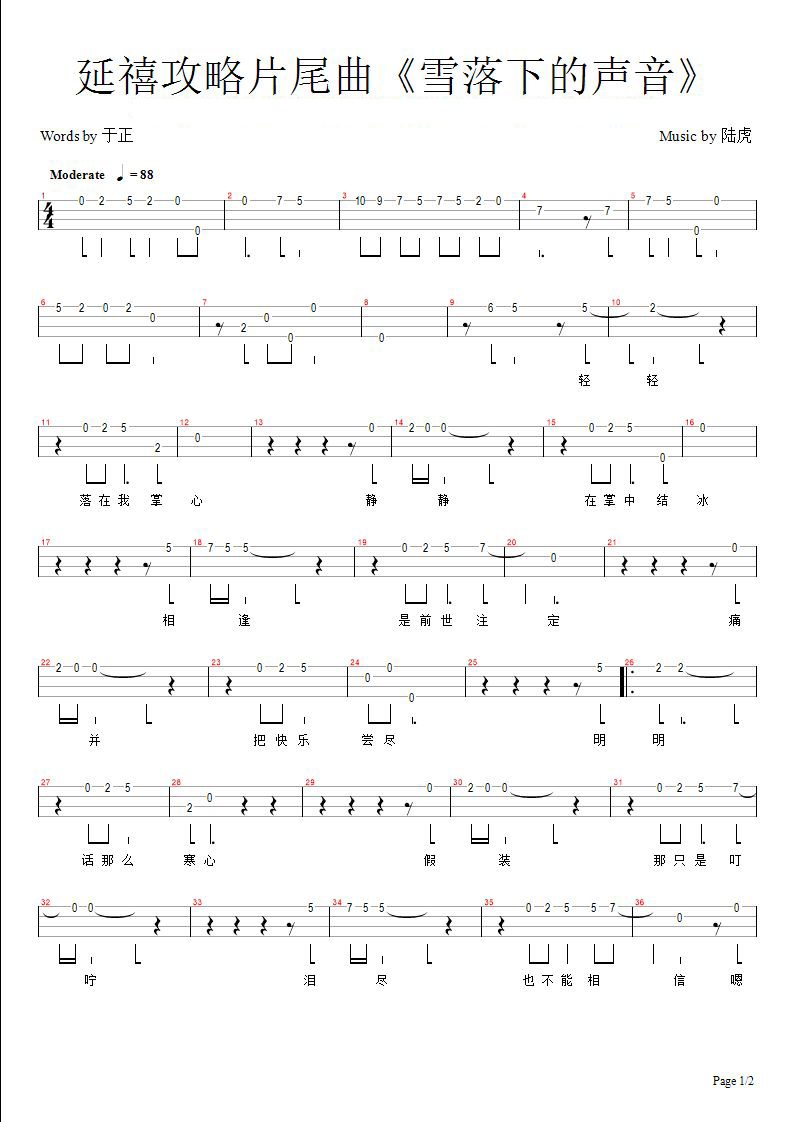 延禧攻略片尾曲《雪落下的声音》
Words by 于正
Music by 陆虎
Moderate ♩ = 88
1 2 3 4 5
4/4 0 2 5 2 0 0 0 7 5 10 9 7 5 7 5 2 0 7 7 7 5 0 0
6 7 8 9 10
5 2 0 2 0 2 0 0 0 0 6 5 5 2
轻 轻
11 12 13 14 15 16
0 2 5 2 0 0 2 0 0 0 2 5 0 0
落 在 我 掌 心 静 静 在 掌 中 结 冰
17 18 19 20 21
5 7 5 5 0 2 5 7 0 0
相 逢 是 前 世 注 定 痛
22 23 24 25 26
2 0 0 0 2 5 0 0 0 5 2 2
并 把 快 乐 尝 尽 明 明
27 28 29 30 31
0 2 5 2 0 0 2 0 0 0 2 5 7
话 那 么 寒 心 假 装 那 只 是 叮
32 33 34 35 36
0 0 5 7 5 5 0 2 5 5 7 0 0
咛 泪 尽 也 不 能 相 信 嗯
Page 1/2